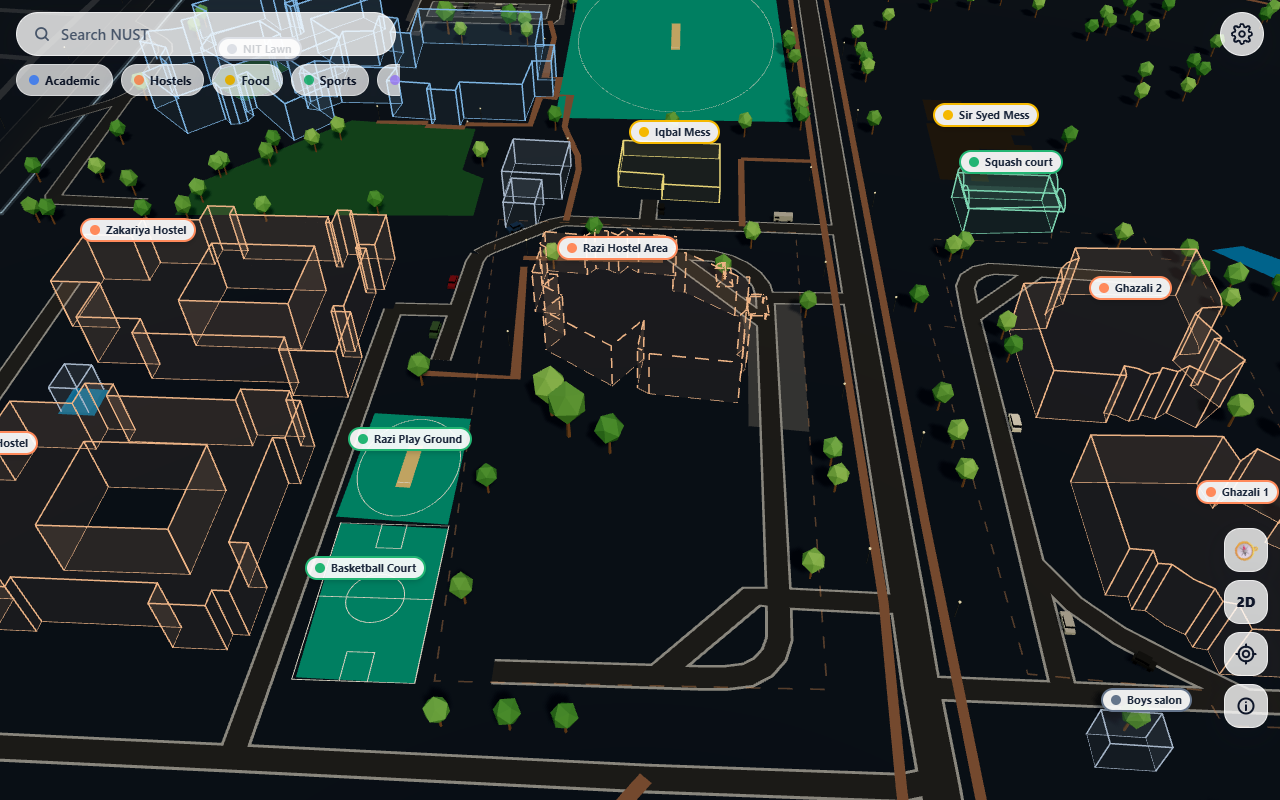 Search NUST
NIT Lawn
Academic
Hostels
Food
Sports
Iqbal Mess
Sir Syed Mess
Squash court
Zakariya Hostel
Razi Hostel Area
Ghazali 2
Razi Play Ground
Hostel
Ghazali 1
Basketball Court
2D
Boys salon